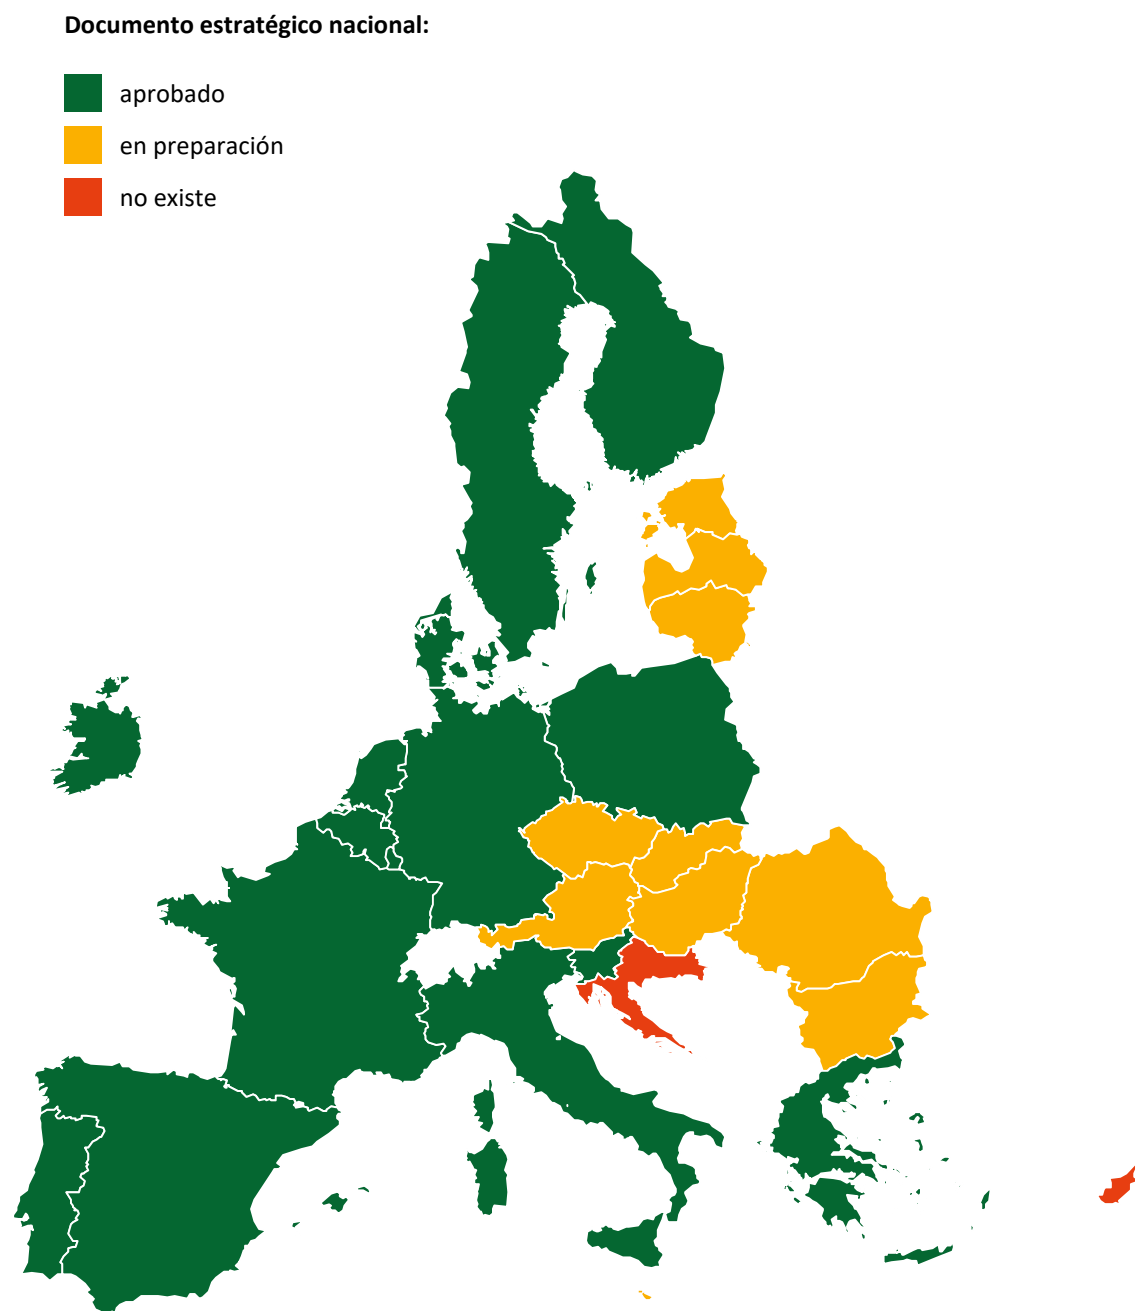 Documento estratégico nacional:
aprobado
en preparación
no existe